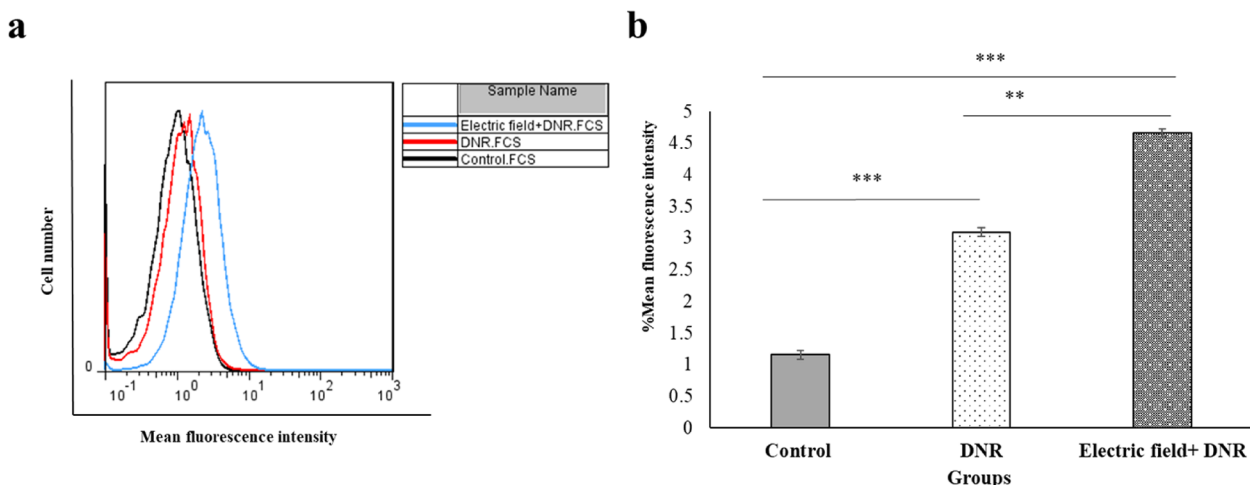 a
Cell number
0
10-1
100
101
102
103
Mean fluorescence intensity
Sample Name
Electric field+DNR.FCS
DNR.FCS
Control.FCS
b
***
**
***
%Mean fluorescence intensity
5
4.5
4
3.5
3
2.5
2
1.5
1
0.5
0
Control
DNR
Electric field+ DNR
Groups